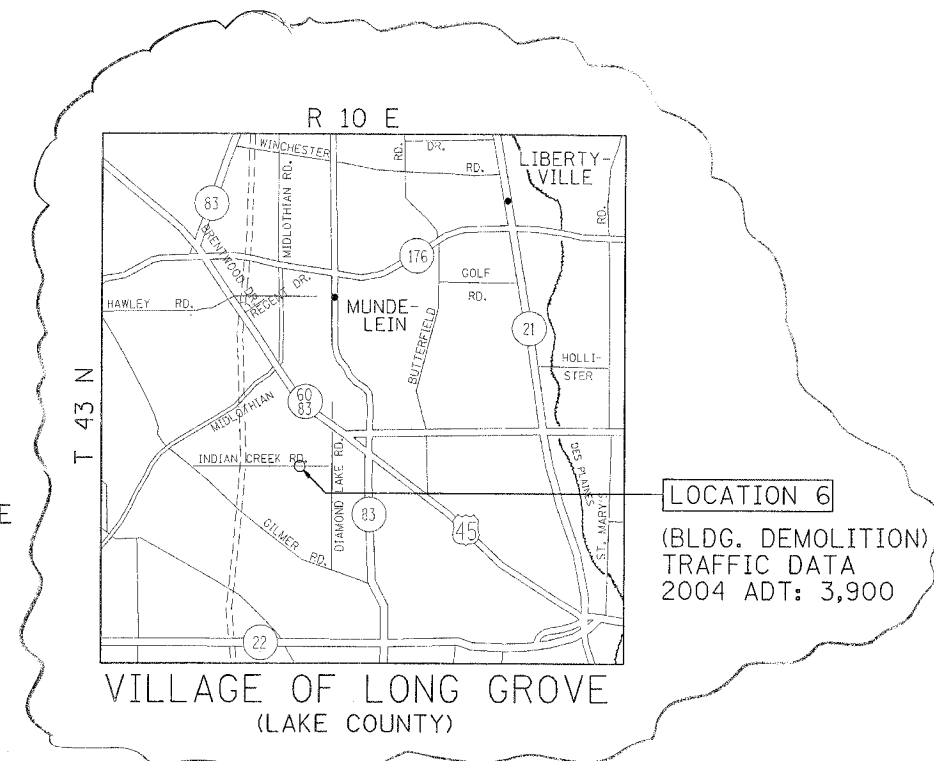 R 10 E
T 43 N
WINCHESTER
RD.
RD.
DR.
LIBERTY-
VILLE
RD.
83
MIDLOTHIAN RD.
BRENTWOOD DR.
REGENT DR.
176
GOLF
RD.
HAWLEY RD.
MUNDE-
LEIN
BUTTERFIELD
21
HOLLI-
STER
60
83
MIDLOTHIAN
INDIAN CREEK RD.
DIAMOND LAKE RD.
83
45
DES PLAINES
ST. MARY'S
GILMER RD.
22
E
LOCATION 6
(BLDG. DEMOLITION)
TRAFFIC DATA
2004 ADT: 3,900
VILLAGE OF LONG GROVE
(LAKE COUNTY)